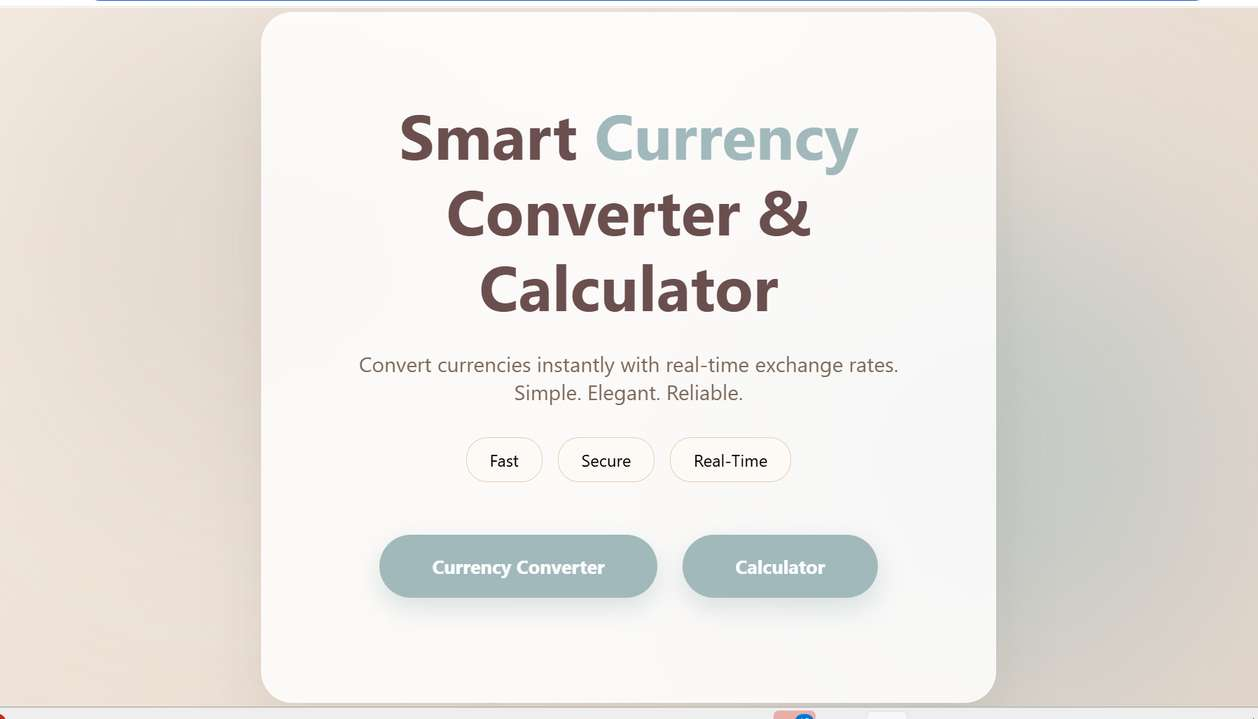 Smart Currency
Converter &
Calculator
Convert currencies instantly with real-time exchange rates.
Simple. Elegant. Reliable.
Fast
Secure
Real-Time
Currency Converter
Calculator